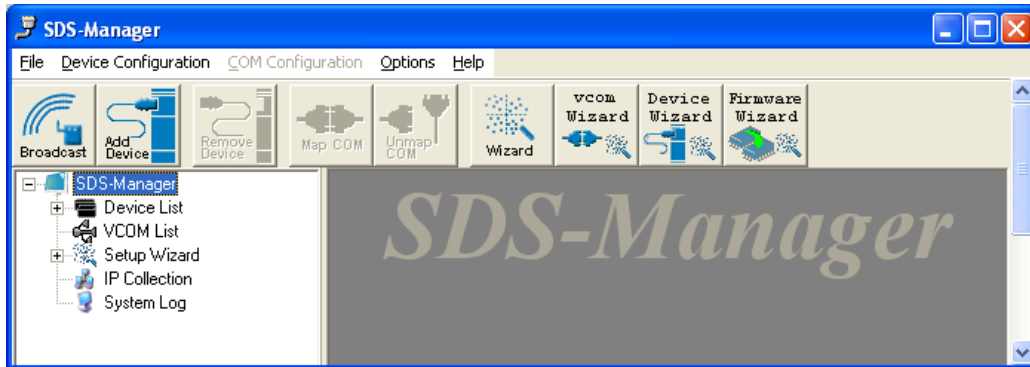 SDS-Manager
File Device Configuration COM Configuration Options Help
Broadcast
Add
Device
Remove
Device
Map COM
Unmap
COM
Wizard
vcom
Wizard
Device
Wizard
Firmware
Wizard
SDS-Manager
Device List
VCOM List
Setup Wizard
IP Collection
System Log
SDS-Manager